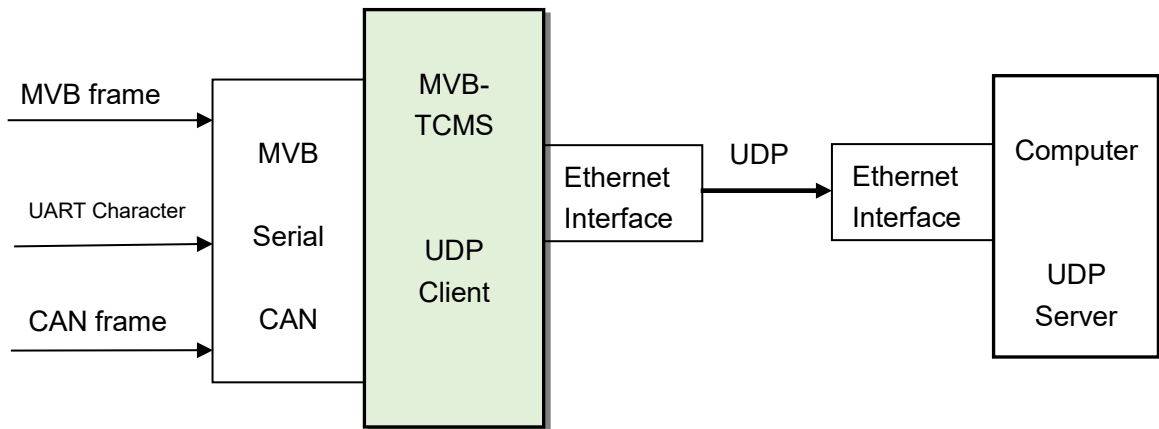 MVB frame
UART Character
CAN frame
MVB
Serial
CAN
MVB-
TCMS
UDP
Client
Ethernet
Interface
UDP
Ethernet
Interface
Computer
UDP
Server